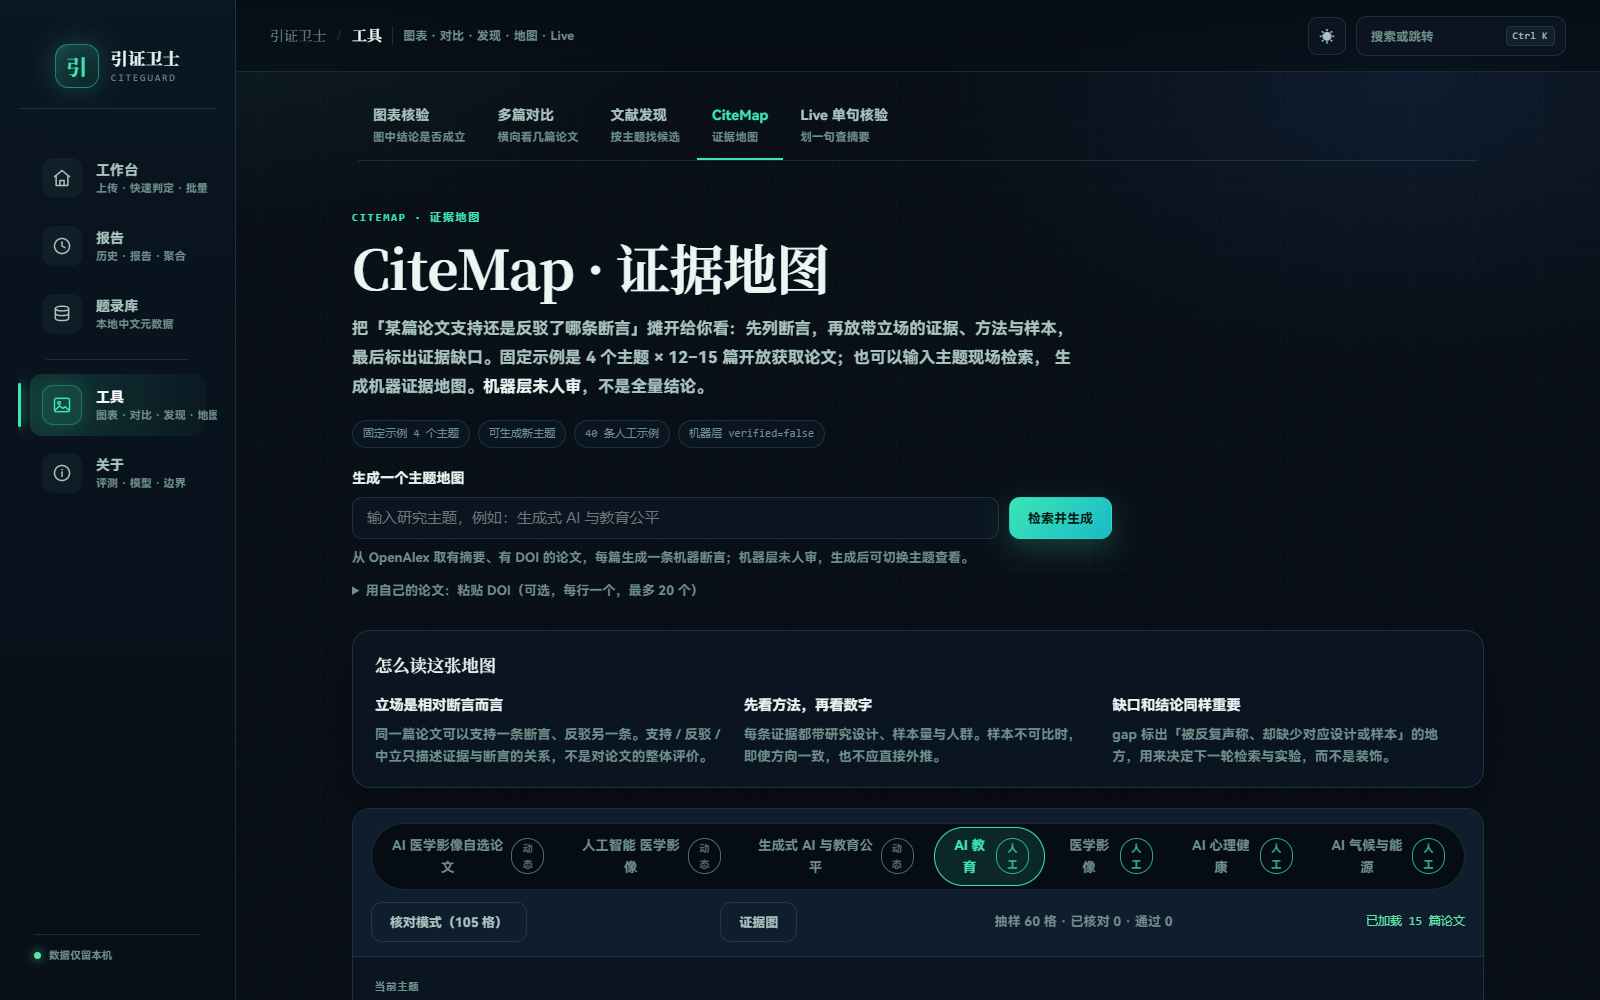 引
引证卫士
CITEGUARD
工作台
上传 · 快速判定 · 批量
报告
历史 · 报告 · 聚合
题录库
本地中文元数据
工具
图表 · 对比 · 发现 · 地图
关于
评测 · 模型 · 边界
数据仅留本机
引证卫士 / 工具 图表 · 对比 · 发现 · 地图 · Live
搜索或跳转 Ctrl K
图表核验
图中结论是否成立
多篇对比
横向看几篇论文
文献发现
按主题找候选
CiteMap
证据地图
Live 单句核验
划一句查摘要
CITEMAP · 证据地图
CiteMap · 证据地图
把「某篇论文支持还是反驳了哪条断言」摊开给你看：先列断言，再放带立场的证据、方法与样本，
最后标出证据缺口。固定示例是 4 个主题 × 12–15 篇开放获取论文；也可以输入主题现场检索， 生
成机器证据地图。机器层未人审，不是全量结论。
固定示例 4 个主题
可生成新主题
40 条人工示例
机器层 verified=false
生成一个主题地图
输入研究主题，例如：生成式 AI 与教育公平
检索并生成
从 OpenAlex 取有摘要、有 DOI 的论文，每篇生成一条机器断言；机器层未人审，生成后可切换主题查看。
▶ 用自己的论文：粘贴 DOI（可选，每行一个，最多 20 个）
怎么读这张地图
立场是相对断言而言
同一篇论文可以支持一条断言、反驳另一条。支持 / 反驳 /
中立只描述证据与断言的关系，不是对论文的整体评价。
先看方法，再看数字
每条证据都带研究设计、样本量与人群。样本不可比时，
即使方向一致，也不应直接外推。
缺口和结论同样重要
gap 标出「被反复声称、却缺少对应设计或样本」的地
方，用来决定下一轮检索与实验，而不是装饰。
AI 医学影像自选论
文
动
态
人工智能 医学影
像
动
态
生成式 AI 与教育公
平
动
态
AI 教
育
人
工
医学影
像
人
工
AI 心理健
康
人
工
AI 气候与能
源
人
工
核对模式（105 格）
证据图
抽样 60 格 · 已核对 0 · 通过 0
已加载 15 篇论文
当前主题